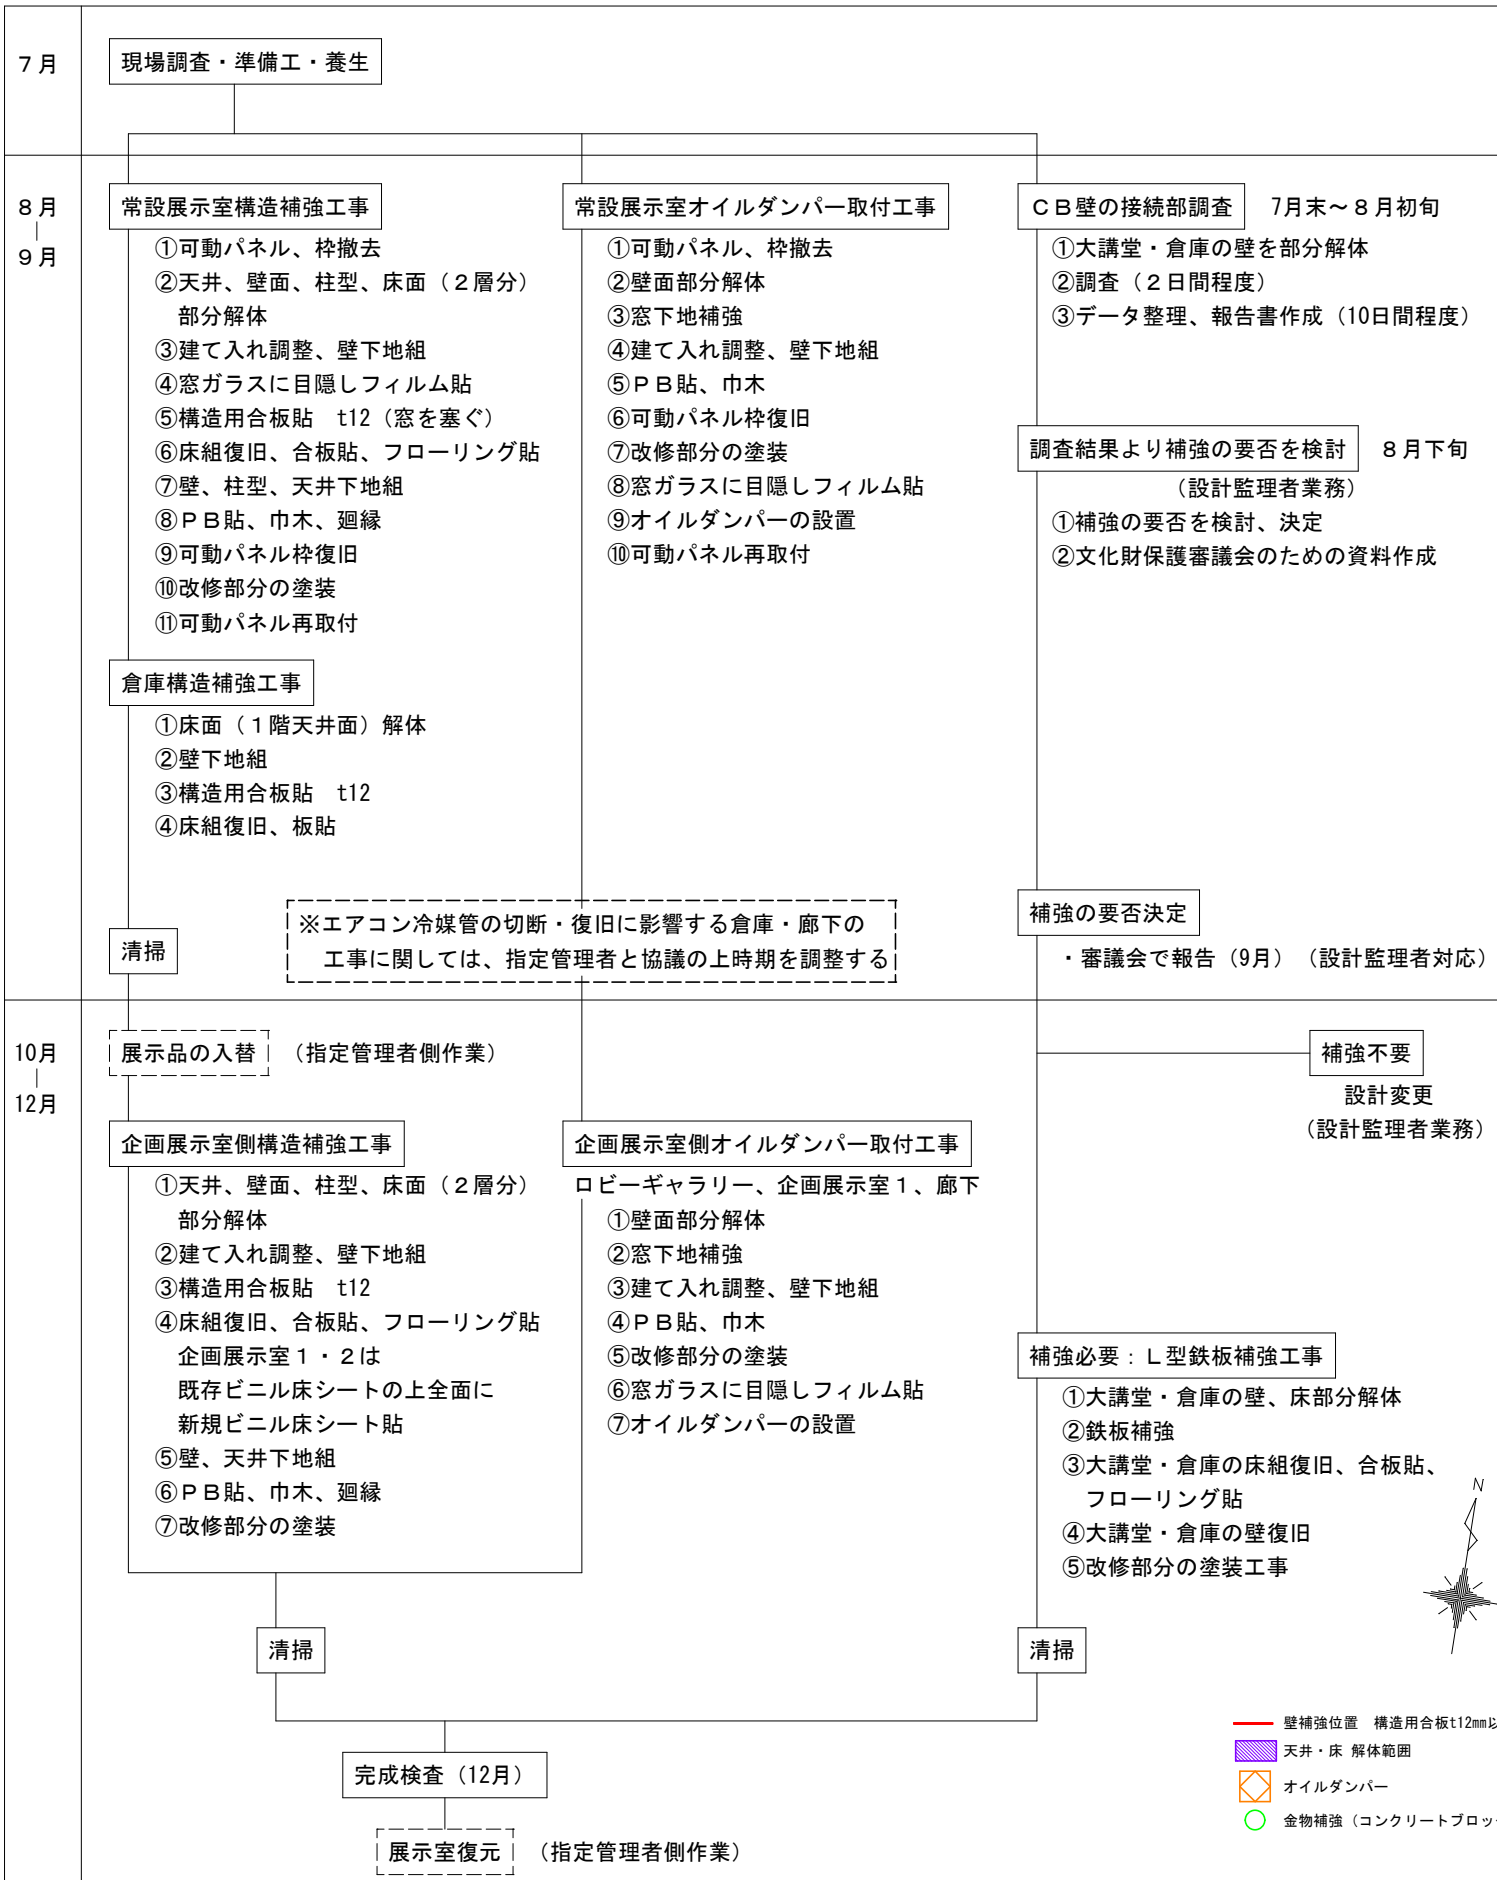 7月
現場調査・準備工・養生
8月
|
9月
常設展示室構造補強工事
①可動パネル、枠撤去
②天井、壁面、柱型、床面（２層分）
部分解体
③建て入れ調整、壁下地組
④窓ガラスに目隠しフィルム貼
⑤構造用合板貼　t12（窓を塞ぐ）
⑥床組復旧、合板貼、フローリング貼
⑦壁、柱型、天井下地組
⑧ＰＢ貼、巾木、廻縁
⑨可動パネル枠復旧
⑩改修部分の塗装
⑪可動パネル再取付
倉庫構造補強工事
①床面（１階天井面）解体
②壁下地組
③構造用合板貼　t12
④床組復旧、板貼
清掃
常設展示室オイルダンパー取付工事
①可動パネル、枠撤去
②壁面部分解体
③窓下地補強
④建て入れ調整、壁下地組
⑤ＰＢ貼、巾木
⑥可動パネル枠復旧
⑦改修部分の塗装
⑧窓ガラスに目隠しフィルム貼
⑨オイルダンパーの設置
⑩可動パネル再取付
※エアコン冷媒管の切断・復旧に影響する倉庫・廊下の
工事に関しては、指定管理者と協議の上時期を調整する
ＣＢ壁の接続部調査　7月末～８月初旬
①大講堂・倉庫の壁を部分解体
②調査（２日間程度）
③データ整理、報告書作成（10日間程度）
調査結果より補強の要否を検討　８月下旬
（設計監理者業務）
①補強の要否を検討、決定
②文化財保護審議会のための資料作成
補強の要否決定
・審議会で報告（9月）（設計監理者対応）
10月
|
12月
展示品の入替　（指定管理者側作業）
企画展示室側構造補強工事
①天井、壁面、柱型、床面（２層分）
部分解体
②建て入れ調整、壁下地組
③構造用合板貼　t12
④床組復旧、合板貼、フローリング貼
企画展示室１・２は
既存ビニル床シートの上全面に
新規ビニル床シート貼
⑤壁、天井下地組
⑥ＰＢ貼、巾木、廻縁
⑦改修部分の塗装
企画展示室側オイルダンパー取付工事
ロビーギャラリー、企画展示室１、廊下
①壁面部分解体
②窓下地補強
③建て入れ調整、壁下地組
④ＰＢ貼、巾木
⑤改修部分の塗装
⑥窓ガラスに目隠しフィルム貼
⑦オイルダンパーの設置
補強不要
設計変更
（設計監理者業務）
補強必要：Ｌ型鉄板補強工事
①大講堂・倉庫の壁、床部分解体
②鉄板補強
③大講堂・倉庫の床組復旧、合板貼、
フローリング貼
④大講堂・倉庫の壁復旧
⑤改修部分の塗装工事
N
清掃
清掃
完成検査（12月）
展示室復元　（指定管理者側作業）
壁補強位置　構造用合板t12mm以
天井・床 解体範囲
オイルダンパー
金物補強（コンクリートブロッ